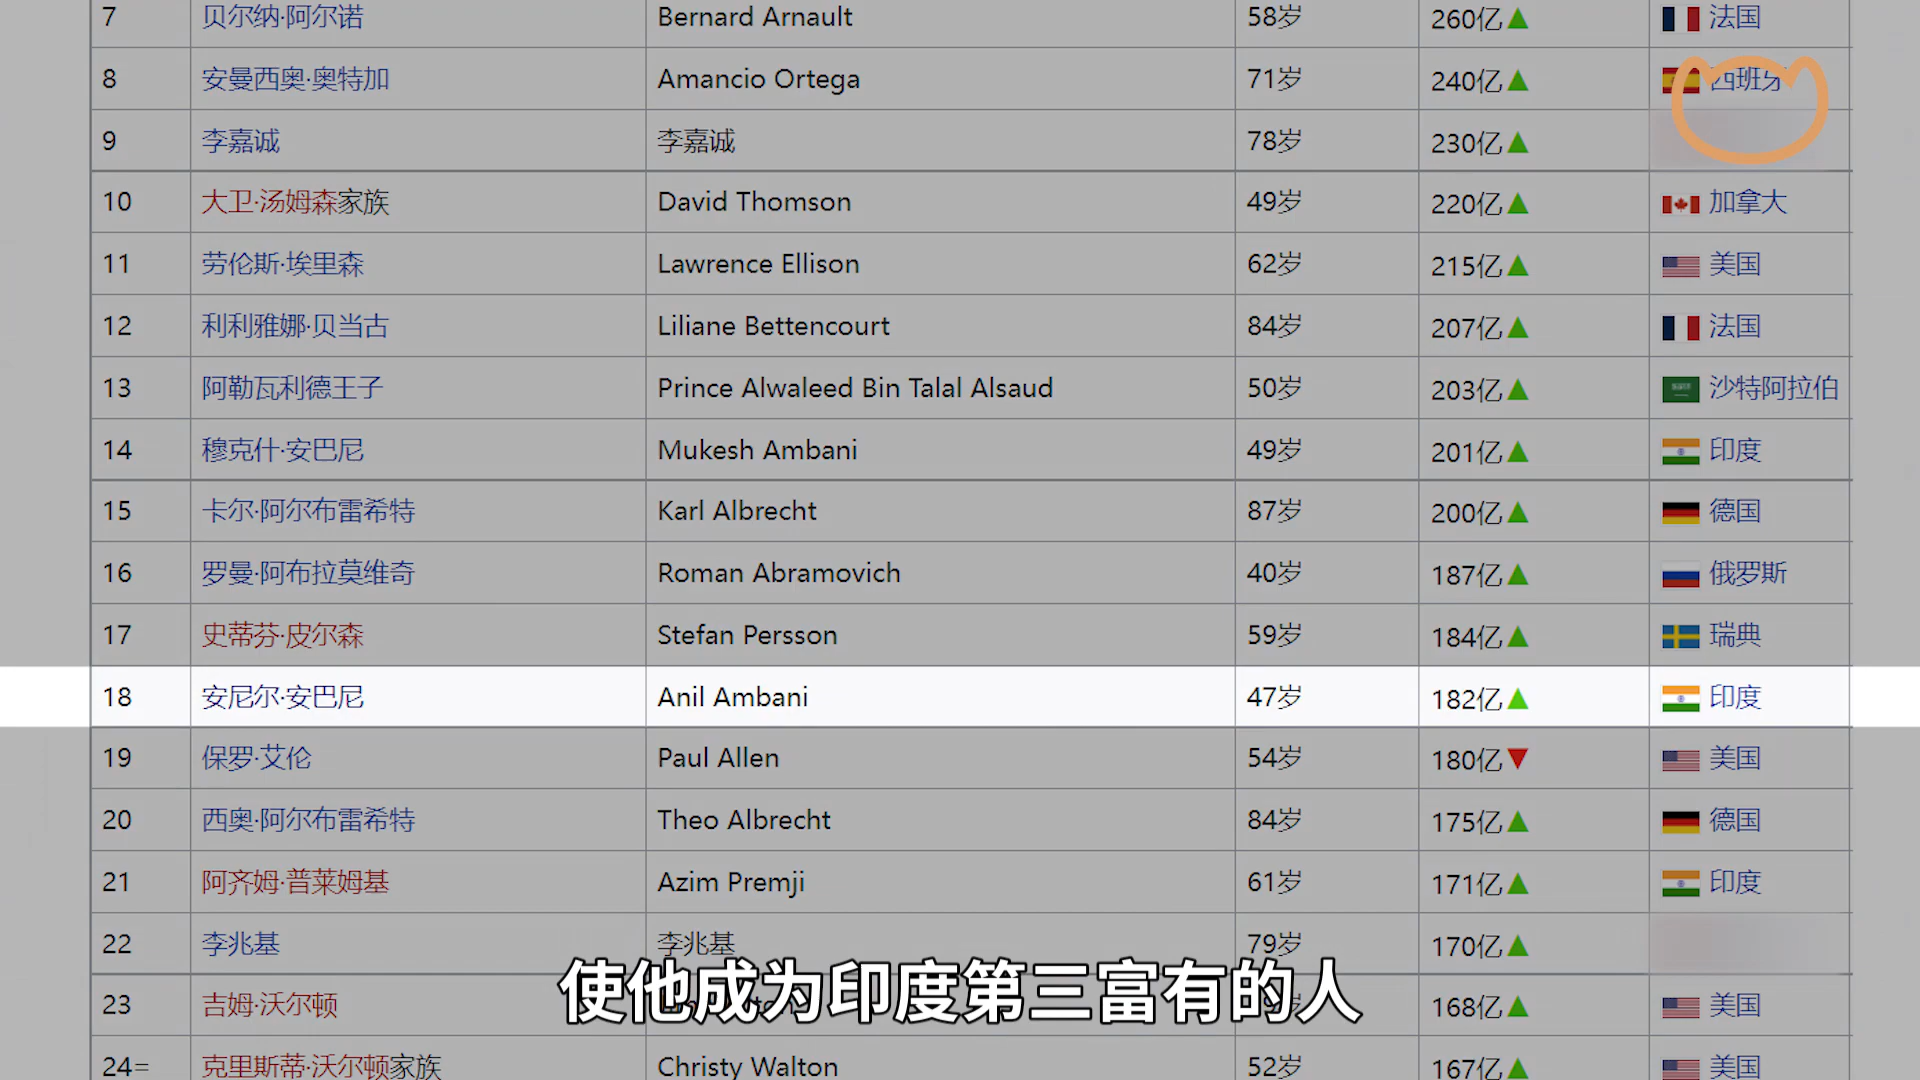 7 贝尔纳·阿尔诺 Bernard Arnault 58岁 260亿▲ 法国
8 安曼西奥·奥特加 Amancio Ortega 71岁 240亿▲ 西班牙
9 李嘉诚 李嘉诚 78岁 230亿▲
10 大卫·汤姆森家族 David Thomson 49岁 220亿▲ 加拿大
11 劳伦斯·埃里森 Lawrence Ellison 62岁 215亿▲ 美国
12 利利雅娜·贝当古 Liliane Bettencourt 84岁 207亿▲ 法国
13 阿勒瓦利德王子 Prince Alwaleed Bin Talal Alsaud 50岁 203亿▲ 沙特阿拉伯
14 穆克什·安巴尼 Mukesh Ambani 49岁 201亿▲ 印度
15 卡尔·阿尔布雷希特 Karl Albrecht 87岁 200亿▲ 德国
16 罗曼·阿布拉莫维奇 Roman Abramovich 40岁 187亿▲ 俄罗斯
17 史蒂芬·皮尔森 Stefan Persson 59岁 184亿▲ 瑞典
18 安尼尔·安巴尼 Anil Ambani 47岁 182亿▲ 印度
19 保罗·艾伦 Paul Allen 54岁 180亿▼ 美国
20 西奥·阿尔布雷希特 Theo Albrecht 84岁 175亿▲ 德国
21 阿齐姆·普莱姆基 Azim Premji 61岁 171亿▲ 印度
22 李兆基 李兆基 79岁 170亿▲
23 吉姆·沃尔顿 168亿▲ 美国
使他成为印度第三富有的人
24= 克里斯蒂·沃尔顿家族 Christy Walton 52岁 167亿▲ 美国